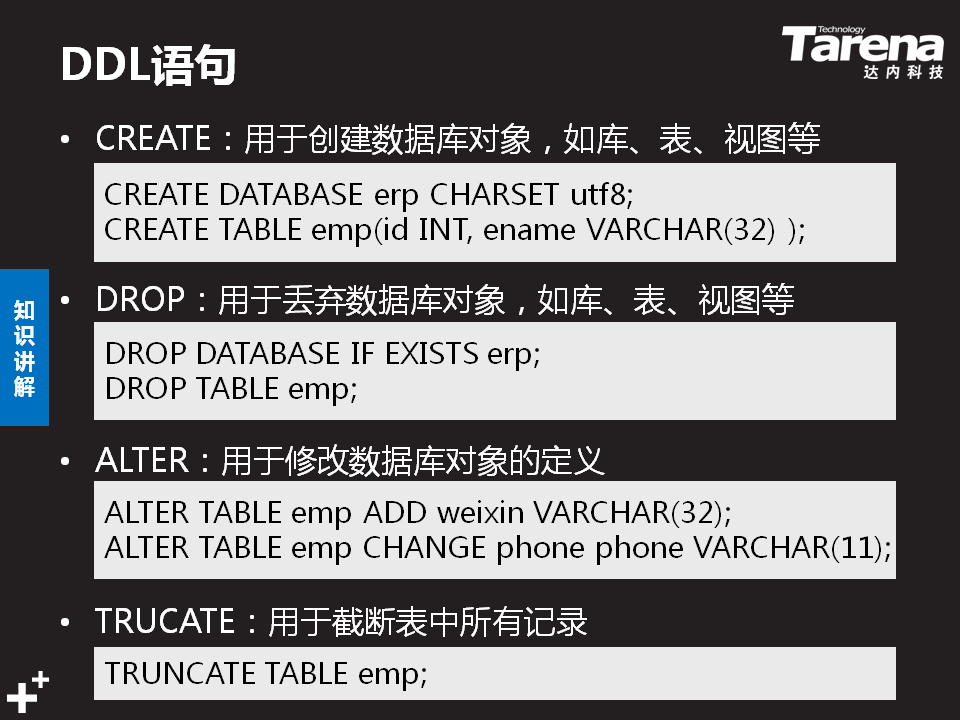 DDL语句
Technology
Tarena
达内科技
• CREATE：用于创建数据库对象，如库、表、视图等
CREATE DATABASE erp CHARSET utf8;
CREATE TABLE emp(id INT, ename VARCHAR(32) );
知识讲解
• DROP：用于丢弃数据库对象，如库、表、视图等
DROP DATABASE IF EXISTS erp;
DROP TABLE emp;
• ALTER：用于修改数据库对象的定义
ALTER TABLE emp ADD weixin VARCHAR(32);
ALTER TABLE emp CHANGE phone phone VARCHAR(11);
• TRUCATE：用于截断表中所有记录
TRUNCATE TABLE emp;